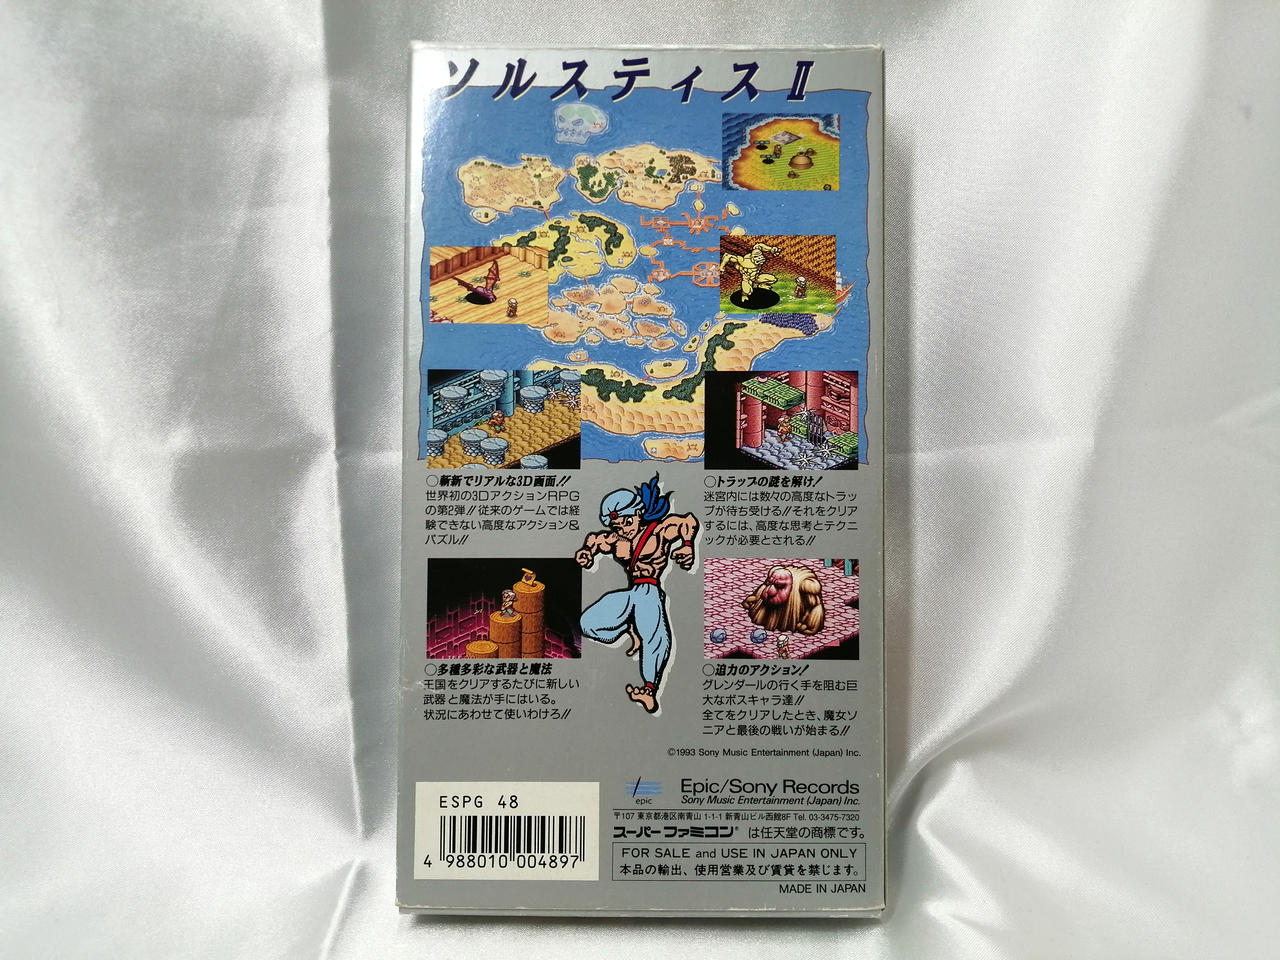 ソルスティスⅡ
○斬新でリアルな3D画面!!
世界初の3DアクションRPG
の第2弾!!従来のゲームでは経
験できない高度なアクション&
パズル!!
○トラップの謎を解け!
迷宮内には数々の高度なトラッ
プが待ち受ける!!それをクリア
するには、高度な思考とテクニ
ックが必要とされる!!
○多種多彩な武器と魔法
王国をクリアするたびに新しい
武器と魔法が手にはいる。
状況にあわせて使いわけろ!!
○迫力のアクション!
グレンダールの行く手を阻む巨
大なボスキャラ達!!
全てをクリアしたとき、魔女ソ
ニアと最後の戦いが始まる!!
©1993 Sony Music Entertainment (Japan) Inc.
ESPG 48
4 988010 004897
epic
Epic/Sony Records
Sony Music Entertainment (Japan) Inc.
〒107 東京都港区南青山 1-1-1 新青山ビル西館8F Tel. 03-3475-7320
スーパーファミコン® は任天堂の商標です。
FOR SALE and USE IN JAPAN ONLY
本品の輸出、使用営業及び賃貸を禁じます。
MADE IN JAPAN